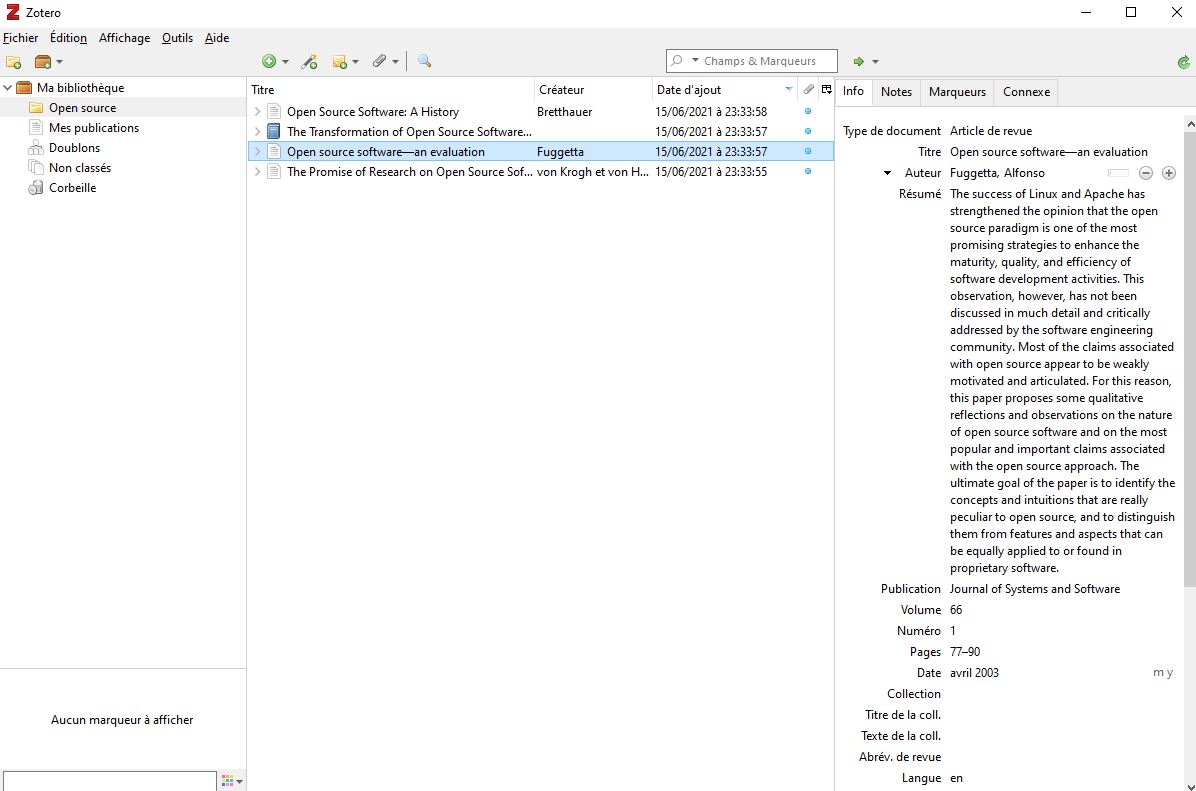 Zotero
Fichier Édition Affichage Outils Aide
Champs & Marqueurs
Ma bibliothèque
Open source
Mes publications
Doublons
Non classés
Corbeille
Aucun marqueur à afficher
Titre Créateur Date d'ajout
Open Source Software: A History Bretthauer 15/06/2021 à 23:33:58
The Transformation of Open Source Software... 15/06/2021 à 23:33:57
Open source software—an evaluation Fuggetta 15/06/2021 à 23:33:57
The Promise of Research on Open Source Sof... von Krogh et von H... 15/06/2021 à 23:33:55
Info Notes Marqueurs Connexe
Type de document Article de revue
Titre Open source software—an evaluation
Auteur Fuggetta, Alfonso
Résumé The success of Linux and Apache has
strengthened the opinion that the open
source paradigm is one of the most
promising strategies to enhance the
maturity, quality, and efficiency of
software development activities. This
observation, however, has not been
discussed in much detail and critically
addressed by the software engineering
community. Most of the claims associated
with open source appear to be weakly
motivated and articulated. For this reason,
this paper proposes some qualitative
reflections and observations on the nature
of open source software and on the most
popular and important claims associated
with the open source approach. The
ultimate goal of the paper is to identify the
concepts and intuitions that are really
peculiar to open source, and to distinguish
them from features and aspects that can
be equally applied to or found in
proprietary software.
Publication Journal of Systems and Software
Volume 66
Numéro 1
Pages 77–90
Date avril 2003 m y
Collection
Titre de la coll.
Texte de la coll.
Abrév. de revue
Langue en